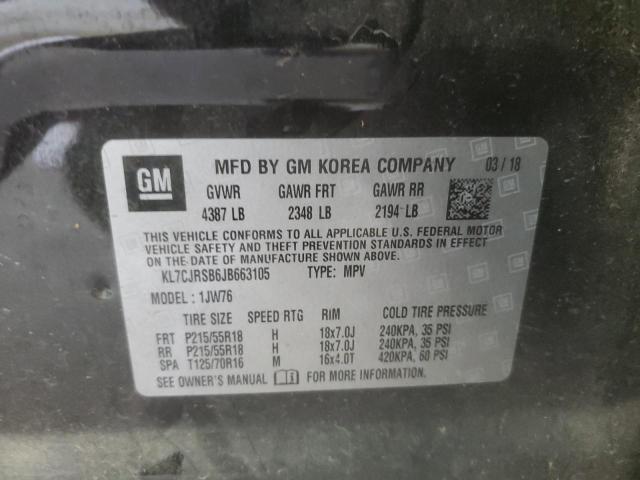 GM MFD BY GM KOREA COMPANY 03/18
GVWR GAWR FRT GAWR RR
4387 LB 2348 LB 2194 LB
THIS VEHICLE CONFORMS TO ALL APPLICABLE U.S. FEDERAL MOTOR
VEHICLE SAFETY AND THEFT PREVENTION STANDARDS IN EFFECT
ON THE DATE OF MANUFACTURE SHOWN ABOVE.
KL7CJRSB6JB663105 TYPE: MPV
MODEL: 1JW76
TIRE SIZE SPEED RTG RIM COLD TIRE PRESSURE
FRT P215/55R18 H 18x7.0J 240KPA, 35 PSI
RR P215/55R18 H 18x7.0J 240KPA, 35 PSI
SPA T125/70R16 M 16x4.0T 420KPA, 60 PSI
SEE OWNER'S MANUAL FOR MORE INFORMATION.